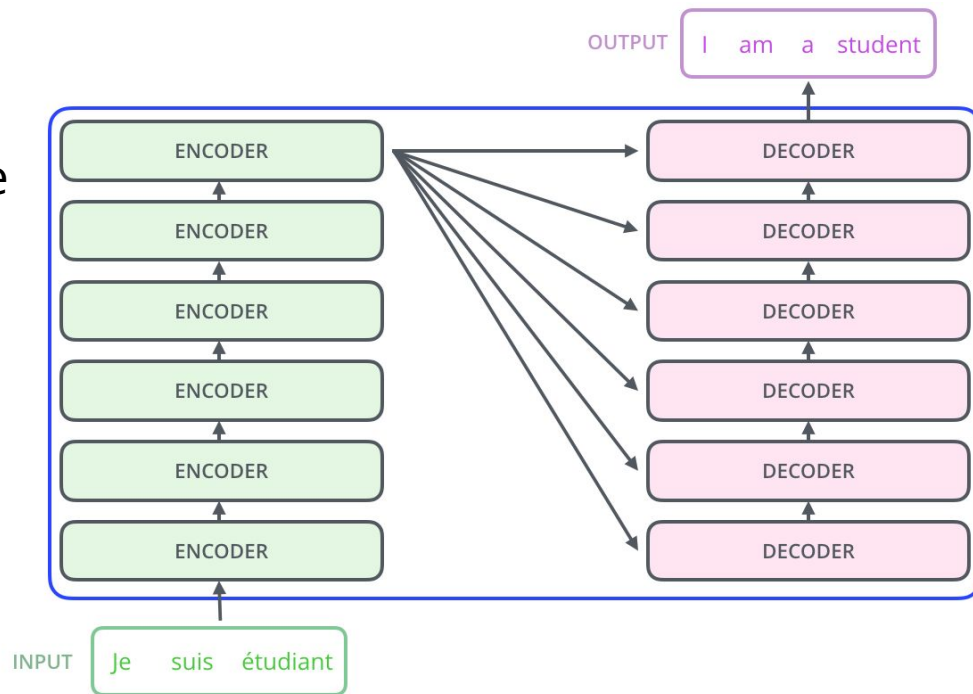 OUTPUT I am a student
e
ENCODER DECODER
ENCODER DECODER
ENCODER DECODER
ENCODER DECODER
ENCODER DECODER
ENCODER DECODER
INPUT Je suis étudiant